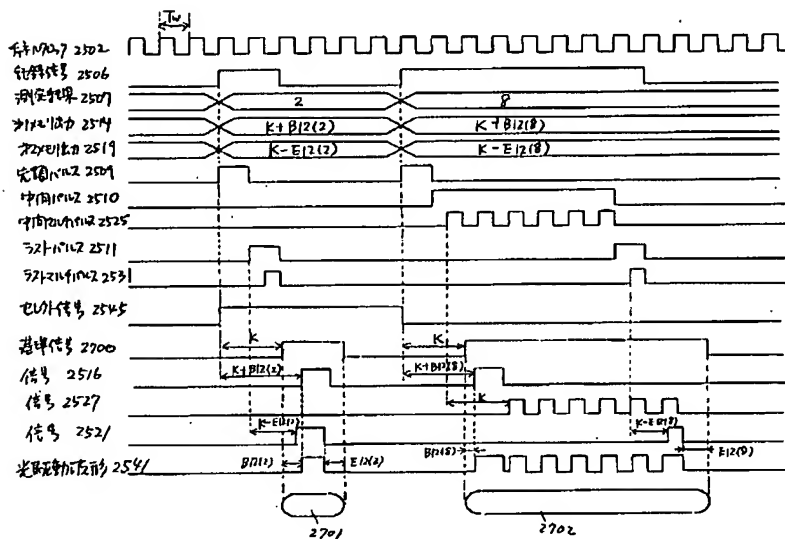 Tw
チャネルクロック 2502
記録信号 2506
測定結果 2507
2
8
第1メモリ出力 2514
K+B12(2)
K+B12(8)
第2メモリ出力 2519
K-E12(2)
K-E12(8)
先頭パルス 2509
中間パルス 2510
中間マルチパルス 2525
ラストパルス 2511
ラストマルチパルス 2531
セレクト信号 2545
基準信号 2700
K
K
信号 2516
K+B12(2)
K+B12(8)
信号 2527
K
信号 2521
K-E12(2)
K-E12(8)
光駆動波形 2541
B12(2)
E12(2)
B12(8)
E12(8)
2701
2702